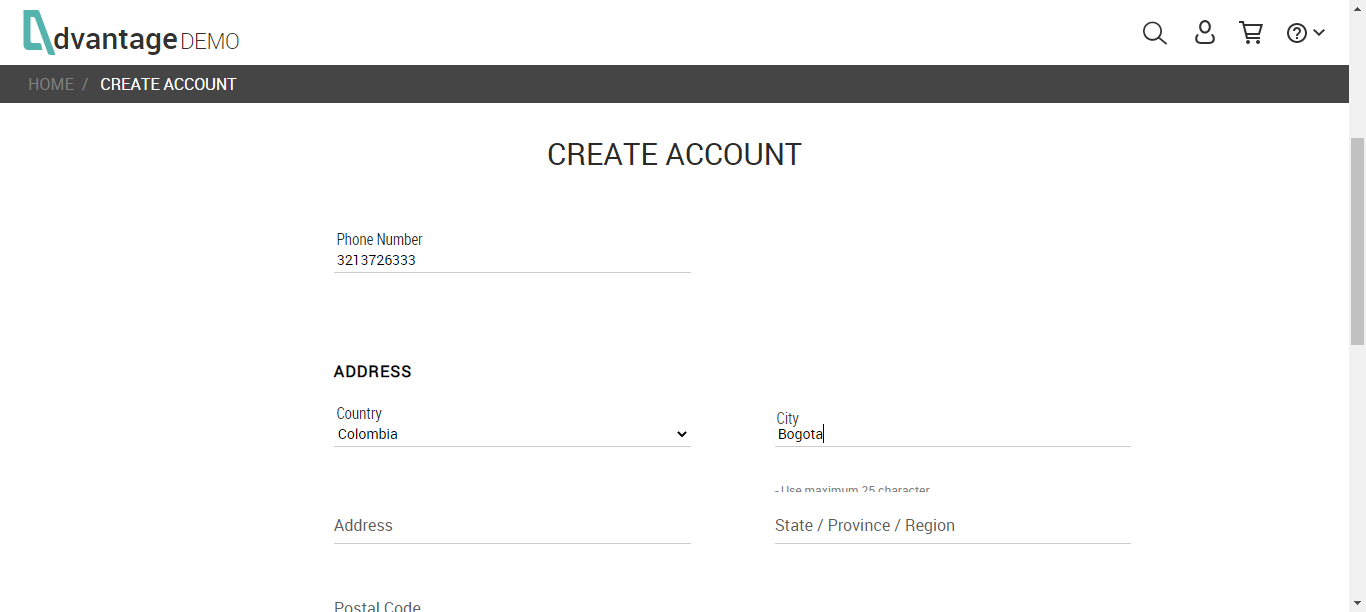 dvantage DEMO
HOME / CREATE ACCOUNT
CREATE ACCOUNT
Phone Number
3213726333
ADDRESS
Country
Colombia
City
Bogota
- Use maximum 25 character
Address
State / Province / Region
Postal Code